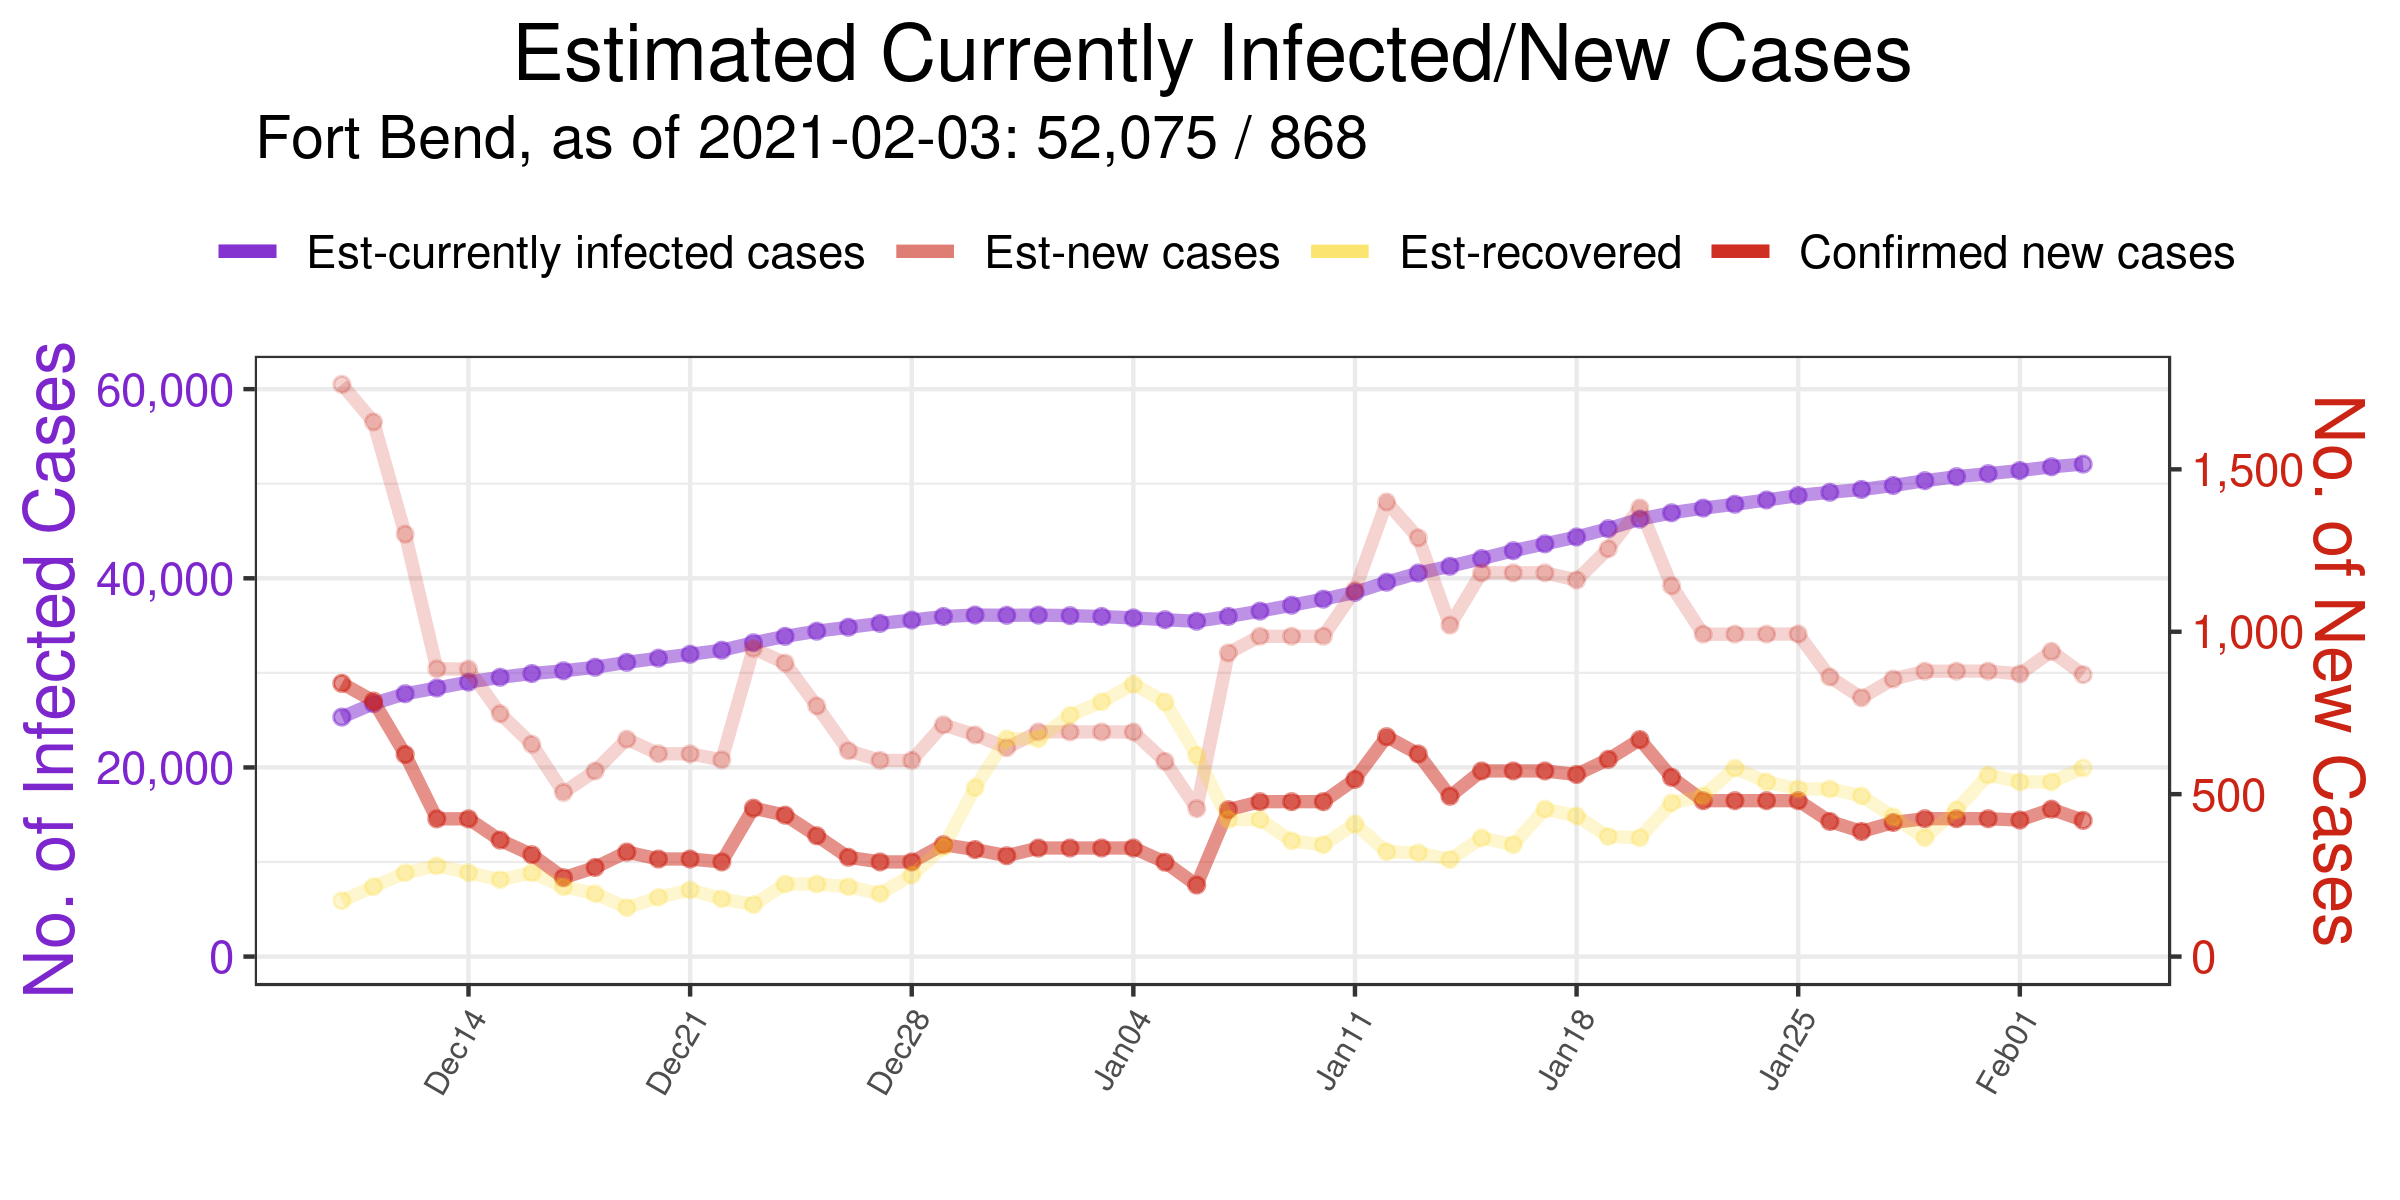 Estimated Currently Infected/New Cases
Fort Bend, as of 2021-02-03: 52,075 / 868
Est-currently infected cases Est-new cases Est-recovered Confirmed new cases
No. of Infected Cases
60,000
40,000
20,000
0
1,500
1,000
500
0
No. of New Cases
Dec14 Dec21 Dec28 Jan04 Jan11 Jan18 Jan25 Feb01